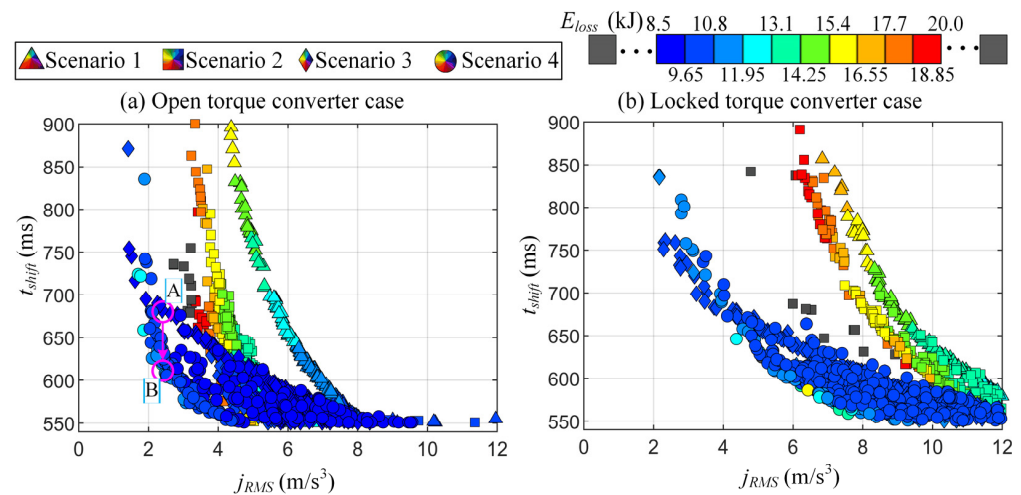 E_loss (kJ) 8.5 10.8 13.1 15.4 17.7 20.0
9.65 11.95 14.25 16.55 18.85
Scenario 1 Scenario 2 Scenario 3 Scenario 4
(a) Open torque converter case
(b) Locked torque converter case
t_shift (ms)
900
850
800
750
700
650
600
550
A
B
0 2 4 6 8 10 12
j_RMS (m/s³)
t_shift (ms)
900
850
800
750
700
650
600
550
0 2 4 6 8 10 12
j_RMS (m/s³)